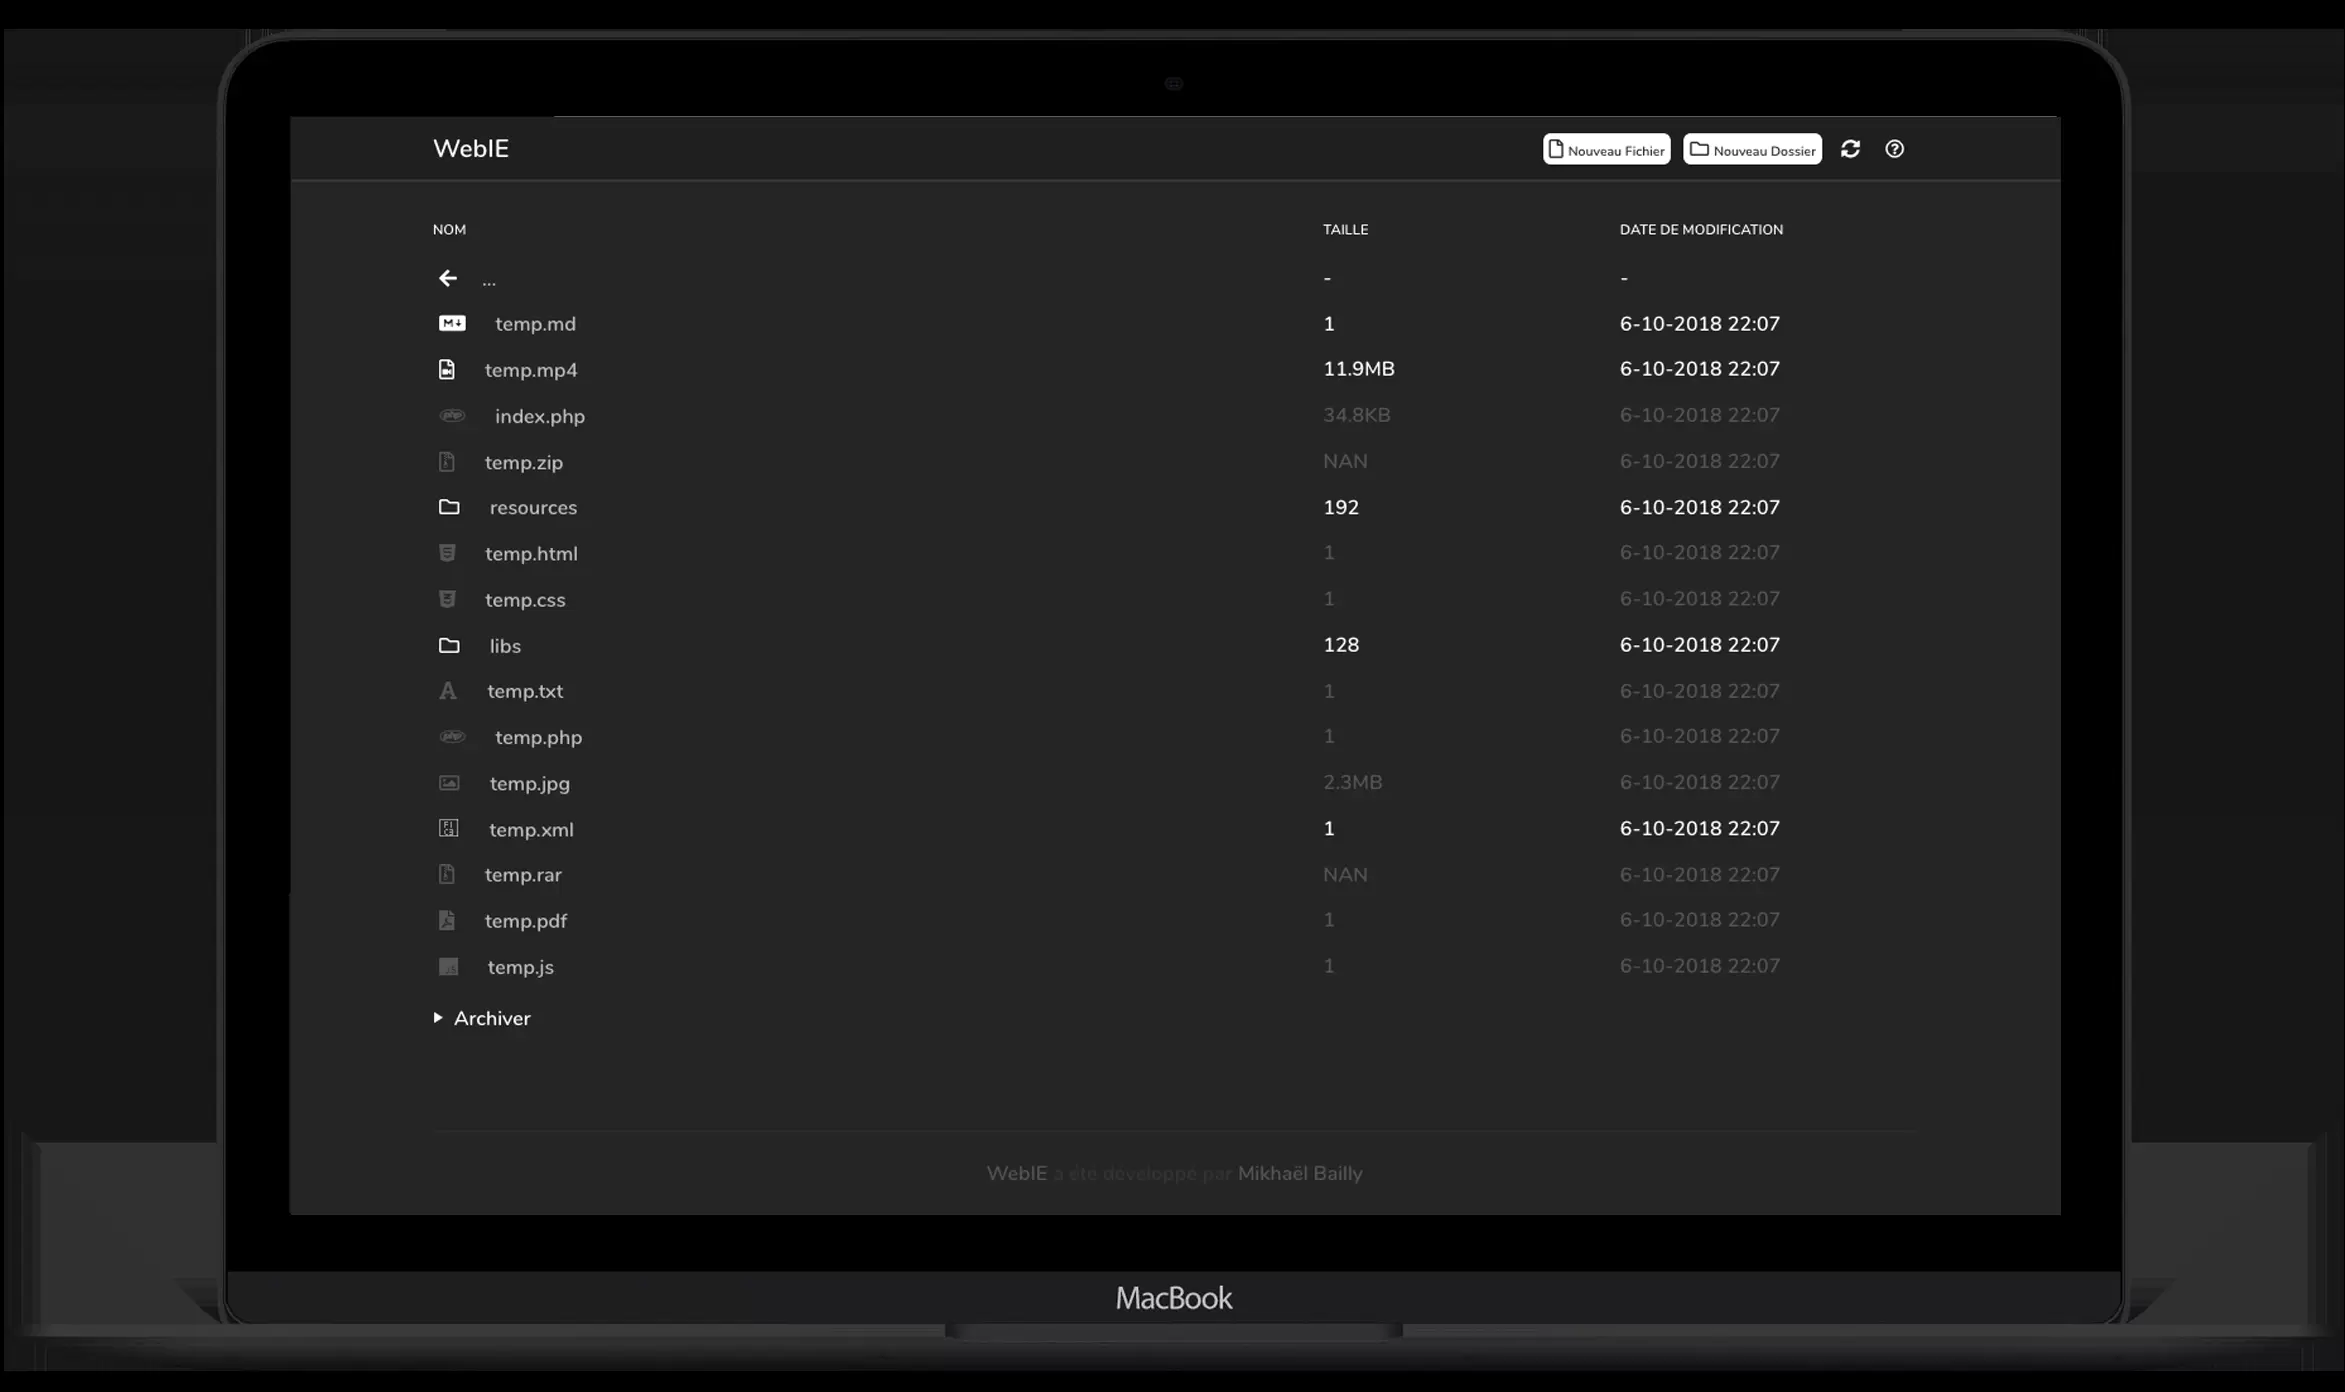 WebIE
Nouveau Fichier
Nouveau Dossier
NOM TAILLE DATE DE MODIFICATION
... - -
temp.md 1 6-10-2018 22:07
temp.mp4 11.9MB 6-10-2018 22:07
index.php 34.8KB 6-10-2018 22:07
temp.zip NAN 6-10-2018 22:07
resources 192 6-10-2018 22:07
temp.html 1 6-10-2018 22:07
temp.css 1 6-10-2018 22:07
libs 128 6-10-2018 22:07
temp.txt 1 6-10-2018 22:07
temp.php 1 6-10-2018 22:07
temp.jpg 2.3MB 6-10-2018 22:07
temp.xml 1 6-10-2018 22:07
temp.rar NAN 6-10-2018 22:07
temp.pdf 1 6-10-2018 22:07
temp.js 1 6-10-2018 22:07
Archiver
WebIE a été développé par Mikhaël Bailly
MacBook